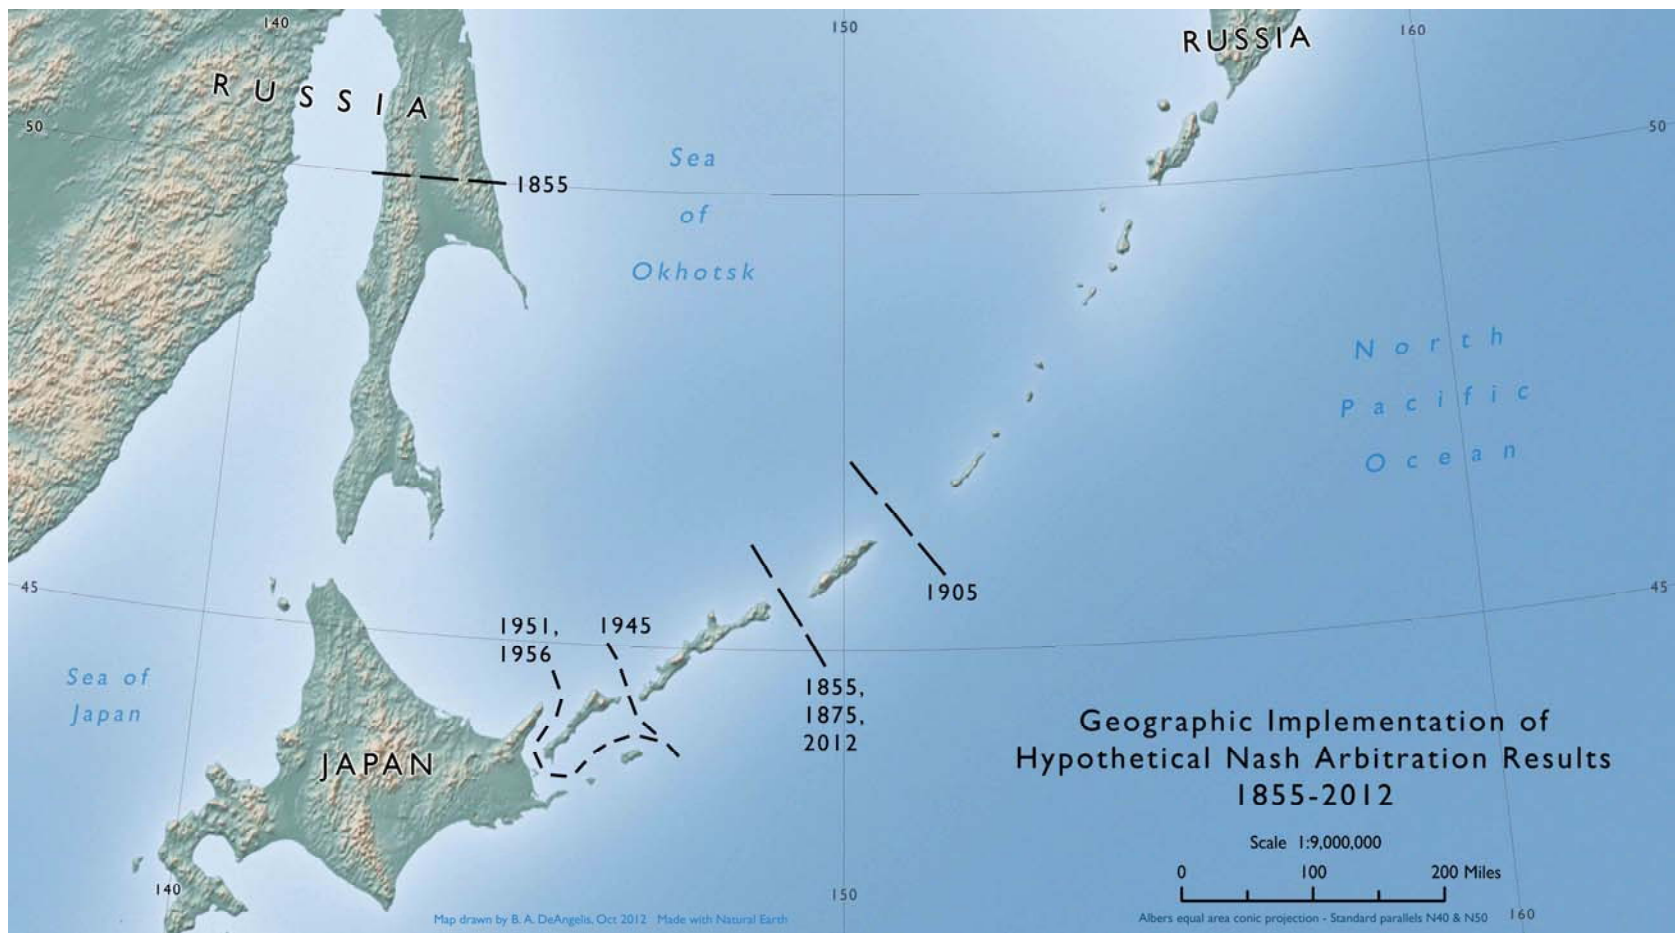 140
150
160
RUSSIA
RUSSIA
50
50
Sea
of
Okhotsk
1855
North
Pacific
Ocean
45
45
1905
1951,
1956
1945
Sea of
Japan
1855,
1875,
2012
JAPAN
Geographic Implementation of
Hypothetical Nash Arbitration Results
1855-2012
Scale 1:9,000,000
0 100 200 Miles
140
150
160
Map drawn by B. A. DeAngelis, Oct 2012 Made with Natural Earth
Albers equal area conic projection - Standard parallels N40 & N50